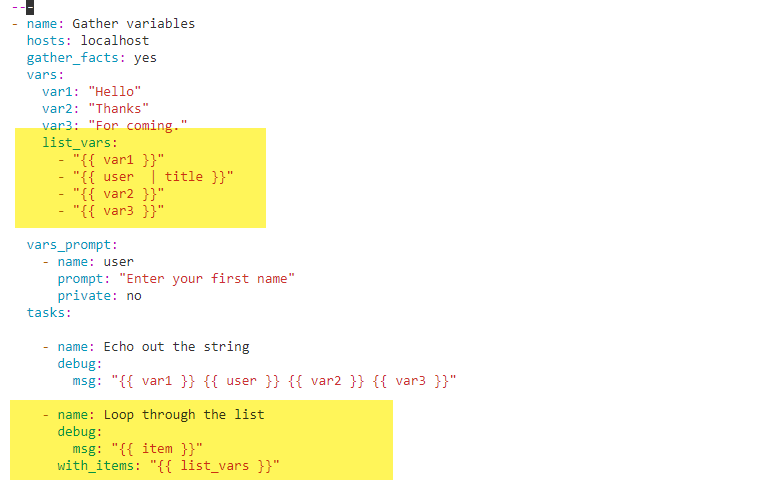 ---
- name: Gather variables
  hosts: localhost
  gather_facts: yes
  vars:
    var1: "Hello"
    var2: "Thanks"
    var3: "For coming."
    list_vars:
      - "{{ var1 }}"
      - "{{ user  | title }}"
      - "{{ var2 }}"
      - "{{ var3 }}"

  vars_prompt:
    - name: user
      prompt: "Enter your first name"
      private: no
  tasks:

    - name: Echo out the string
      debug:
        msg: "{{ var1 }} {{ user }} {{ var2 }} {{ var3 }}"

    - name: Loop through the list
      debug:
        msg: "{{ item }}"
      with_items: "{{ list_vars }}"